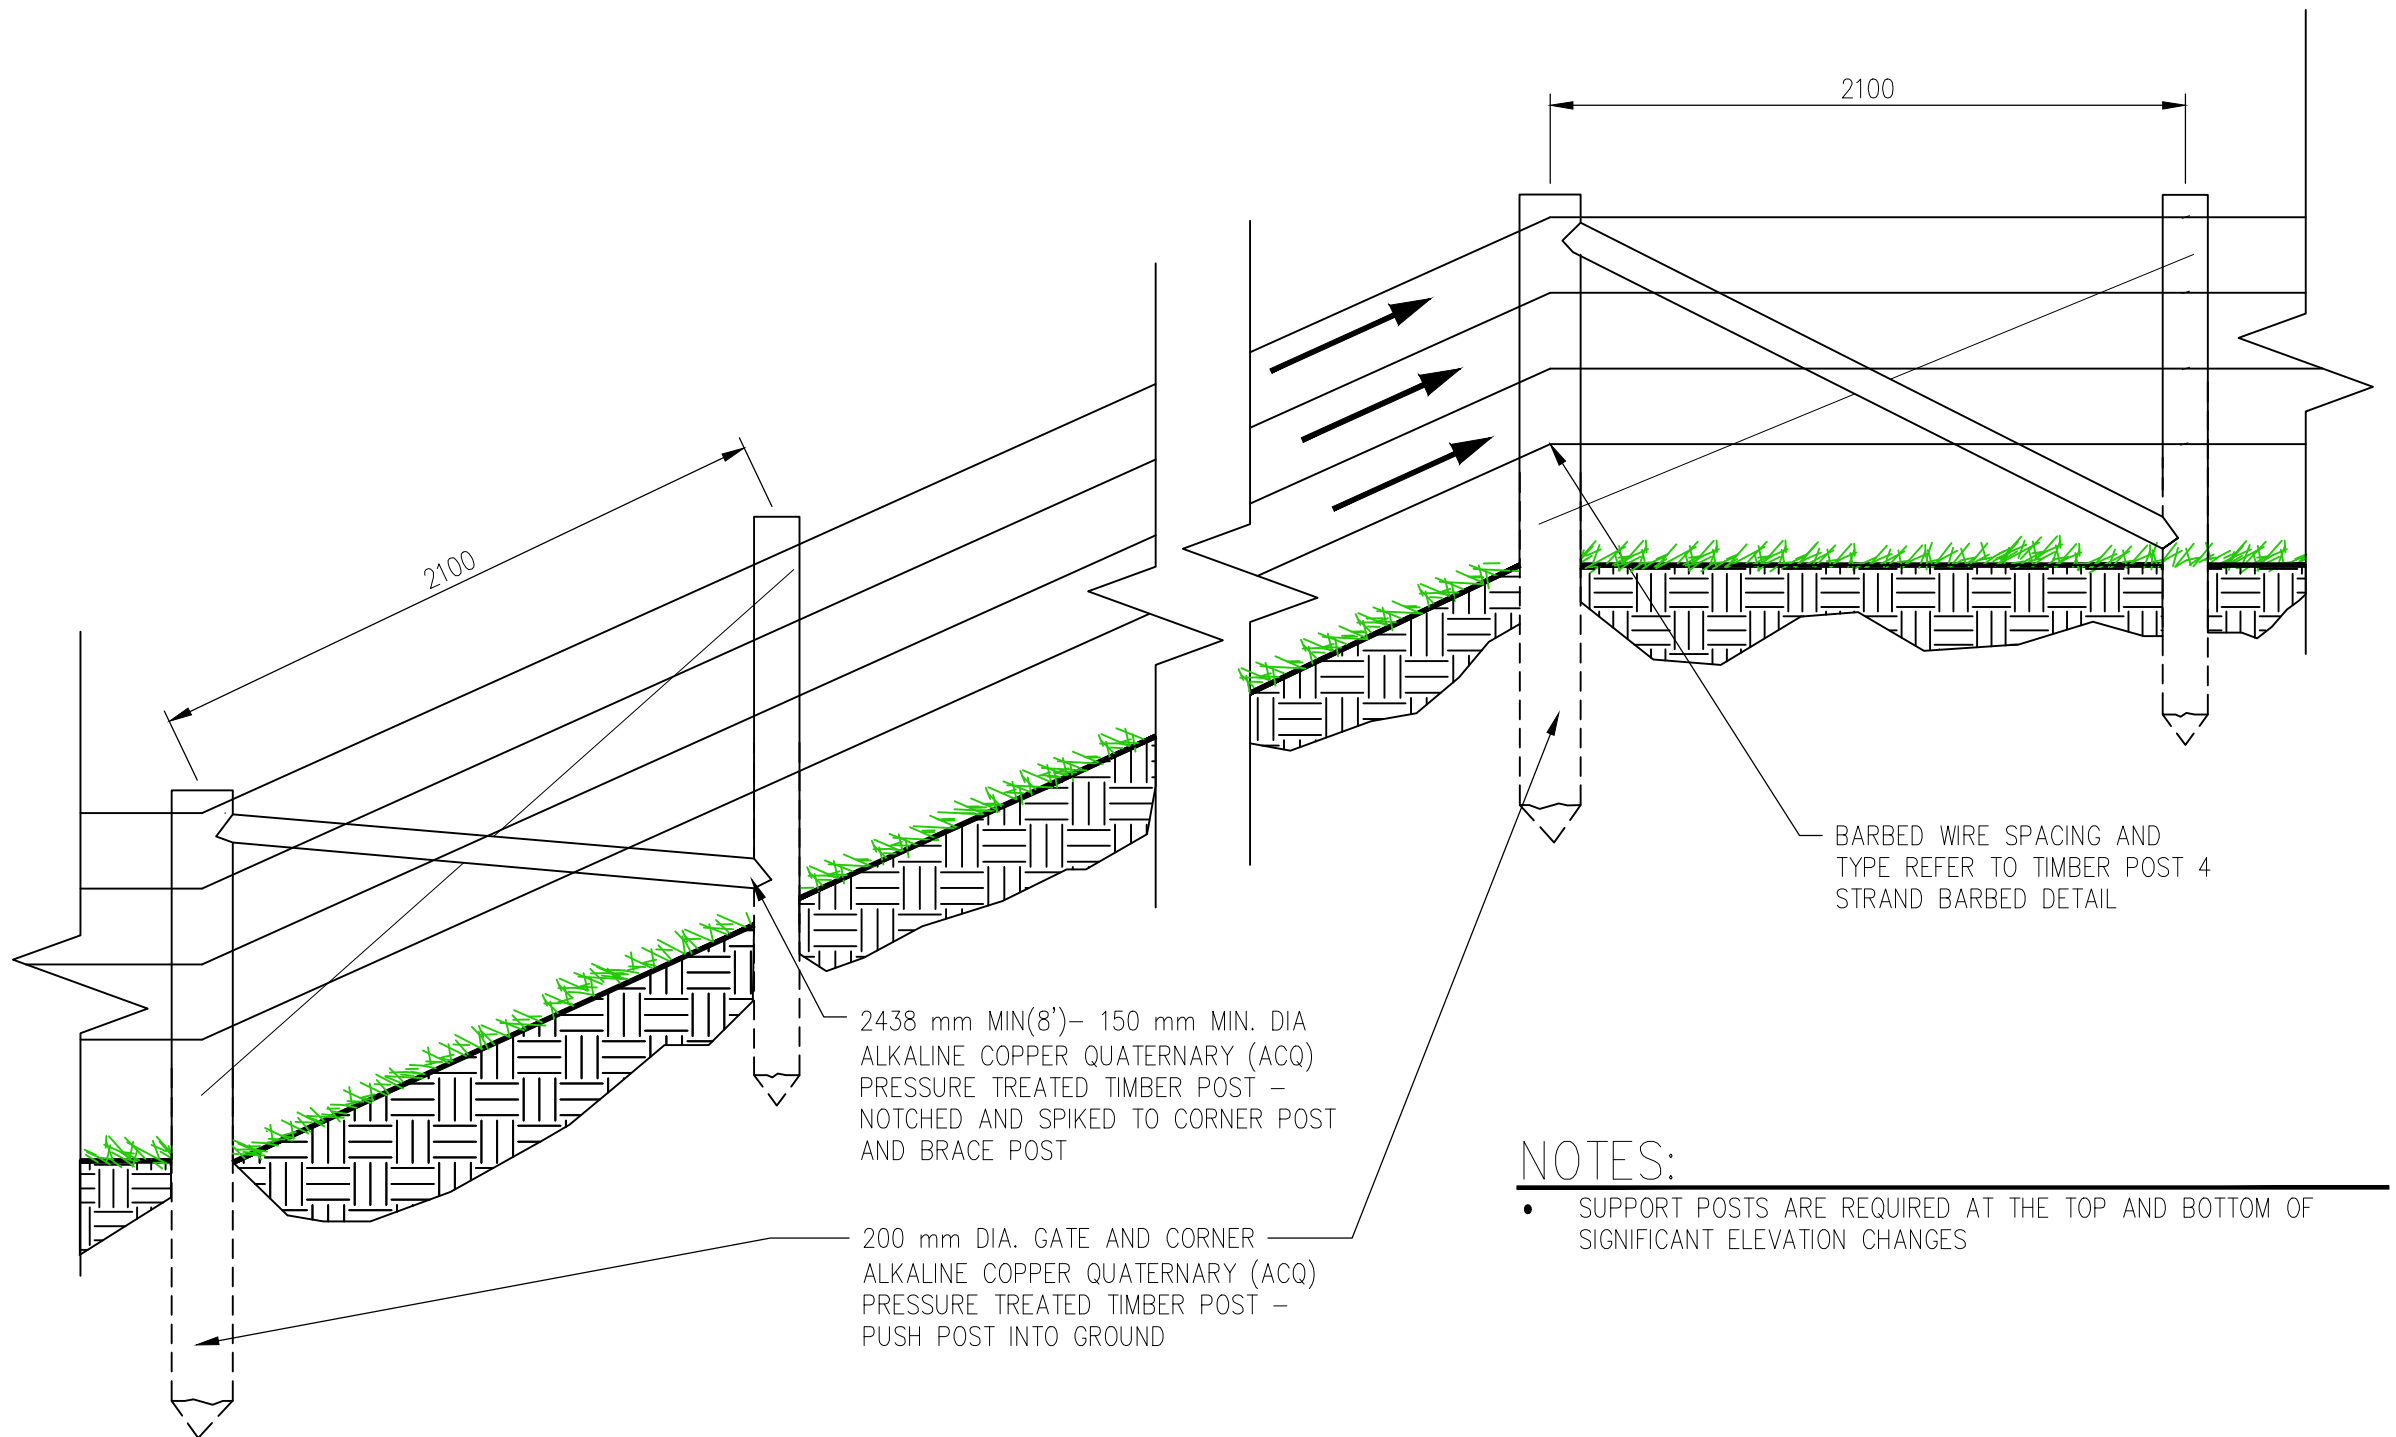 2100
2100
BARBED WIRE SPACING AND
TYPE REFER TO TIMBER POST 4
STRAND BARBED DETAIL
2438 mm MIN(8')– 150 mm MIN. DIA
ALKALINE COPPER QUATERNARY (ACQ)
PRESSURE TREATED TIMBER POST –
NOTCHED AND SPIKED TO CORNER POST
AND BRACE POST
200 mm DIA. GATE AND CORNER
ALKALINE COPPER QUATERNARY (ACQ)
PRESSURE TREATED TIMBER POST –
PUSH POST INTO GROUND
NOTES:
• SUPPORT POSTS ARE REQUIRED AT THE TOP AND BOTTOM OF
SIGNIFICANT ELEVATION CHANGES